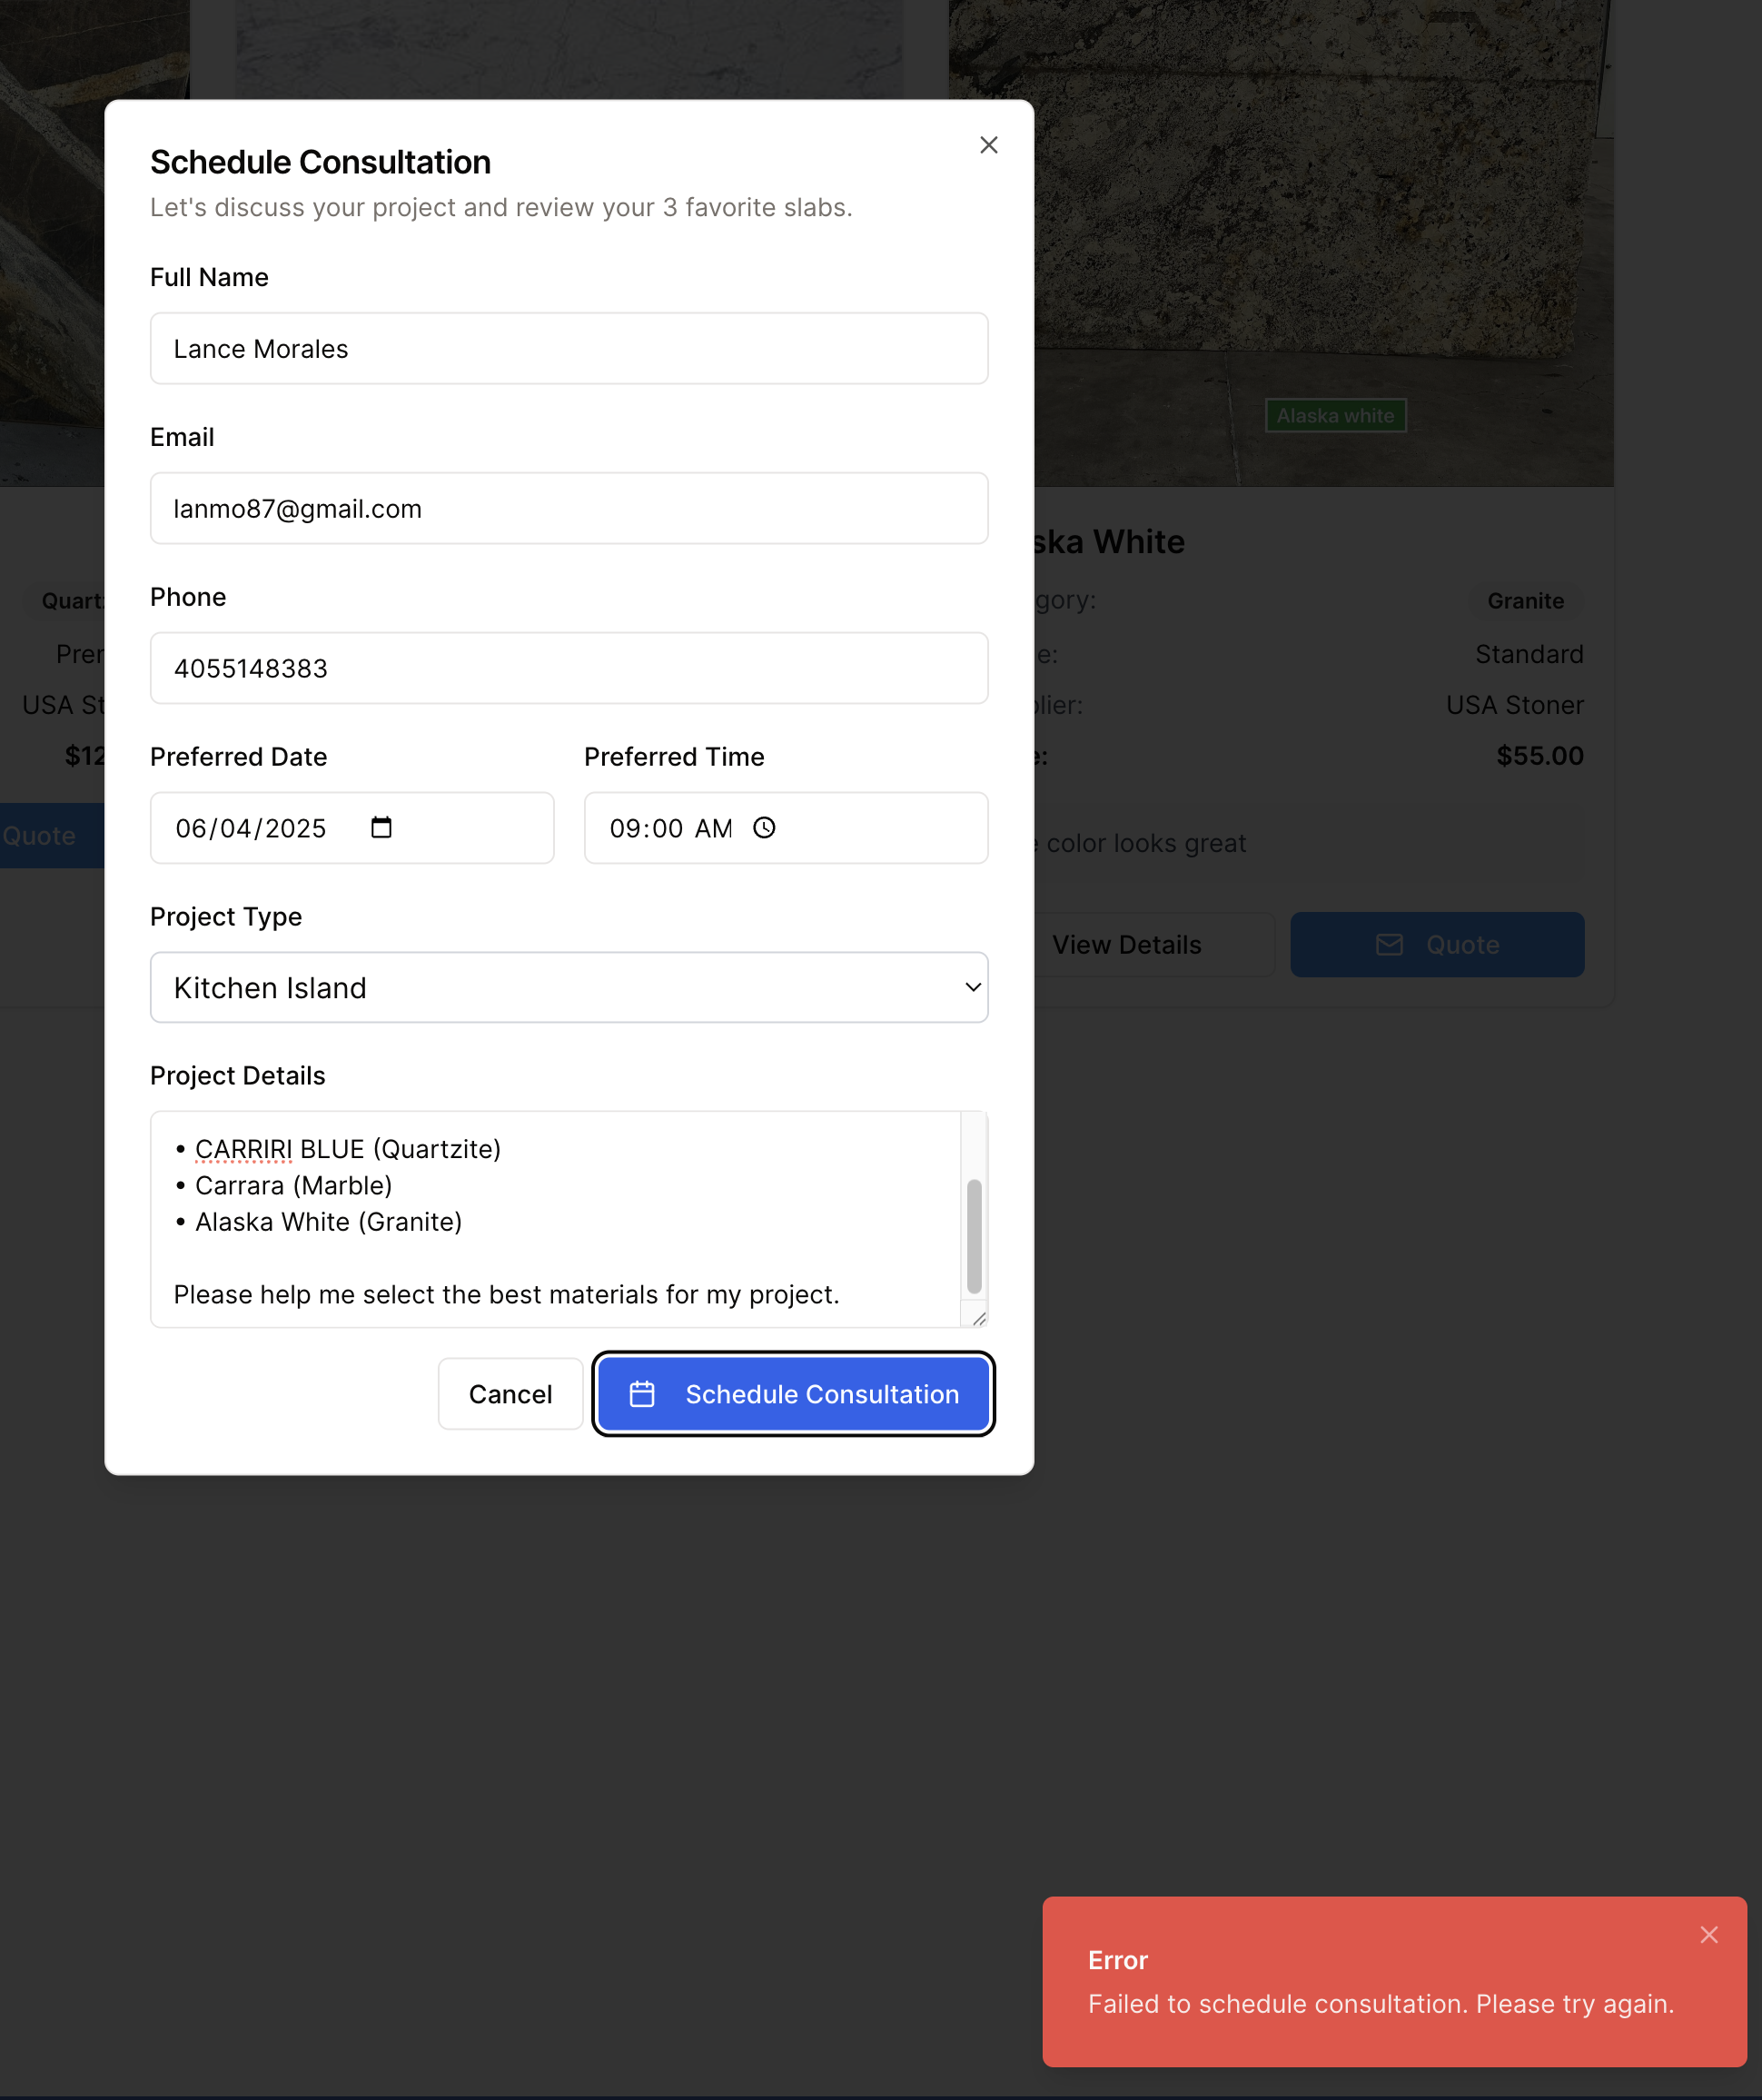 Schedule Consultation
Let's discuss your project and review your 3 favorite slabs.
Full Name
Lance Morales
Email
lanmo87@gmail.com
Phone
4055148383
Preferred Date
Preferred Time
06/04/2025
09:00 AM
Project Type
Kitchen Island
Project Details
• CARRIRI BLUE (Quartzite)
• Carrara (Marble)
• Alaska White (Granite)
Please help me select the best materials for my project.
Cancel
Schedule Consultation
Alaska white
ska White
gory:
Granite
e:
Standard
lier:
USA Stoner
e:
$55.00
color looks great
View Details
Quote
Quart
Prer
USA St
$12
Quote
Error
Failed to schedule consultation. Please try again.